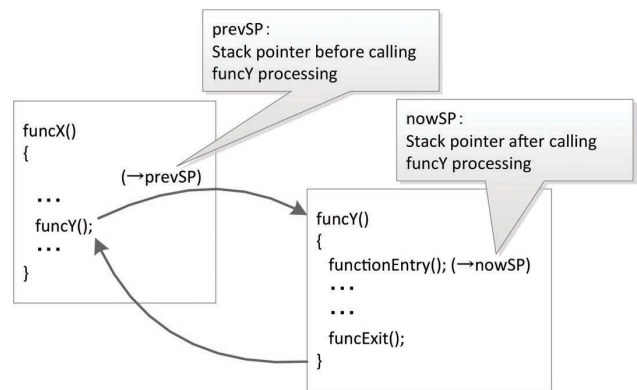 prevSP:
Stack pointer before calling
funcY processing
nowSP:
Stack pointer after calling
funcY processing
funcX()
{
(→prevSP)
...
funcY();
...
}
funcY()
{
functionEntry(); (→nowSP)
...
...
funcExit();
}